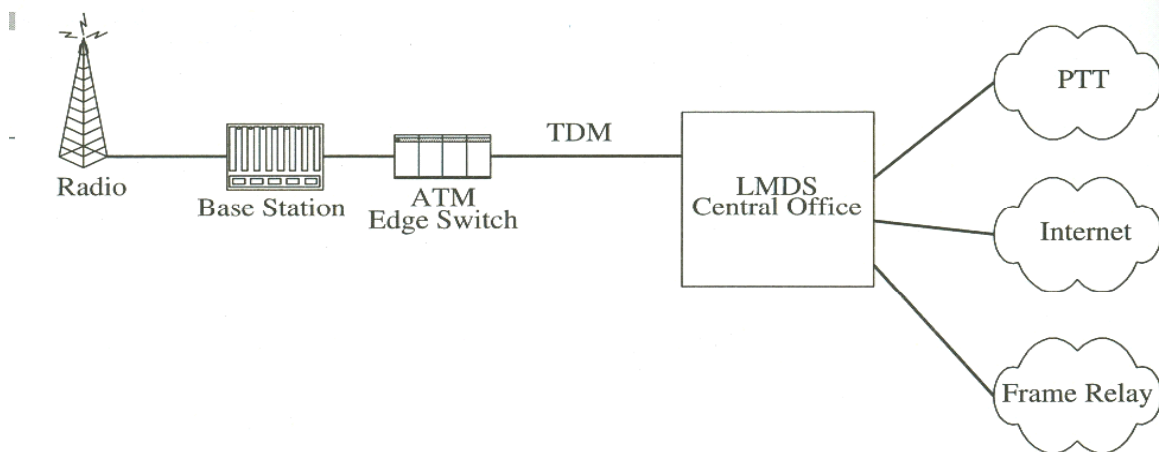 Radio
Base Station
ATM
Edge Switch
TDM
LMDS
Central Office
PTT
Internet
Frame Relay